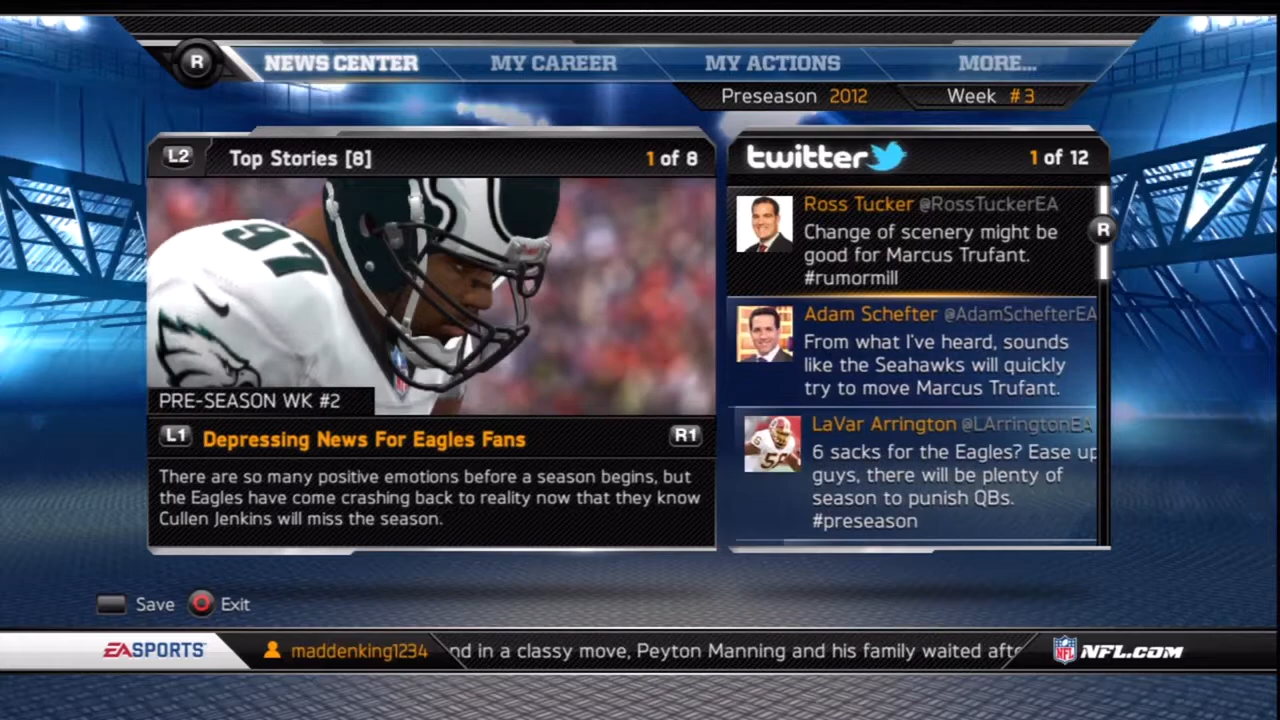 R
NEWS CENTER
MY CAREER
MY ACTIONS
MORE...
Preseason 2012
Week #3
L2
Top Stories [8]
1 of 8
97
PRE-SEASON WK #2
L1
Depressing News For Eagles Fans
R1
There are so many positive emotions before a season begins, but
the Eagles have come crashing back to reality now that they know
Cullen Jenkins will miss the season.
twitter
1 of 12
Ross Tucker @RossTuckerEA
Change of scenery might be
good for Marcus Trufant.
#rumormill
R
Adam Schefter @AdamSchefterEA
From what I've heard, sounds
like the Seahawks will quickly
try to move Marcus Trufant.
LaVar Arrington @LArringtonEA
6 sacks for the Eagles? Ease up
guys, there will be plenty of
season to punish QBs.
#preseason
Save
Exit
EA SPORTS
maddenking1234
nd in a classy move, Peyton Manning and his family waited afte
NFL
NFL.COM